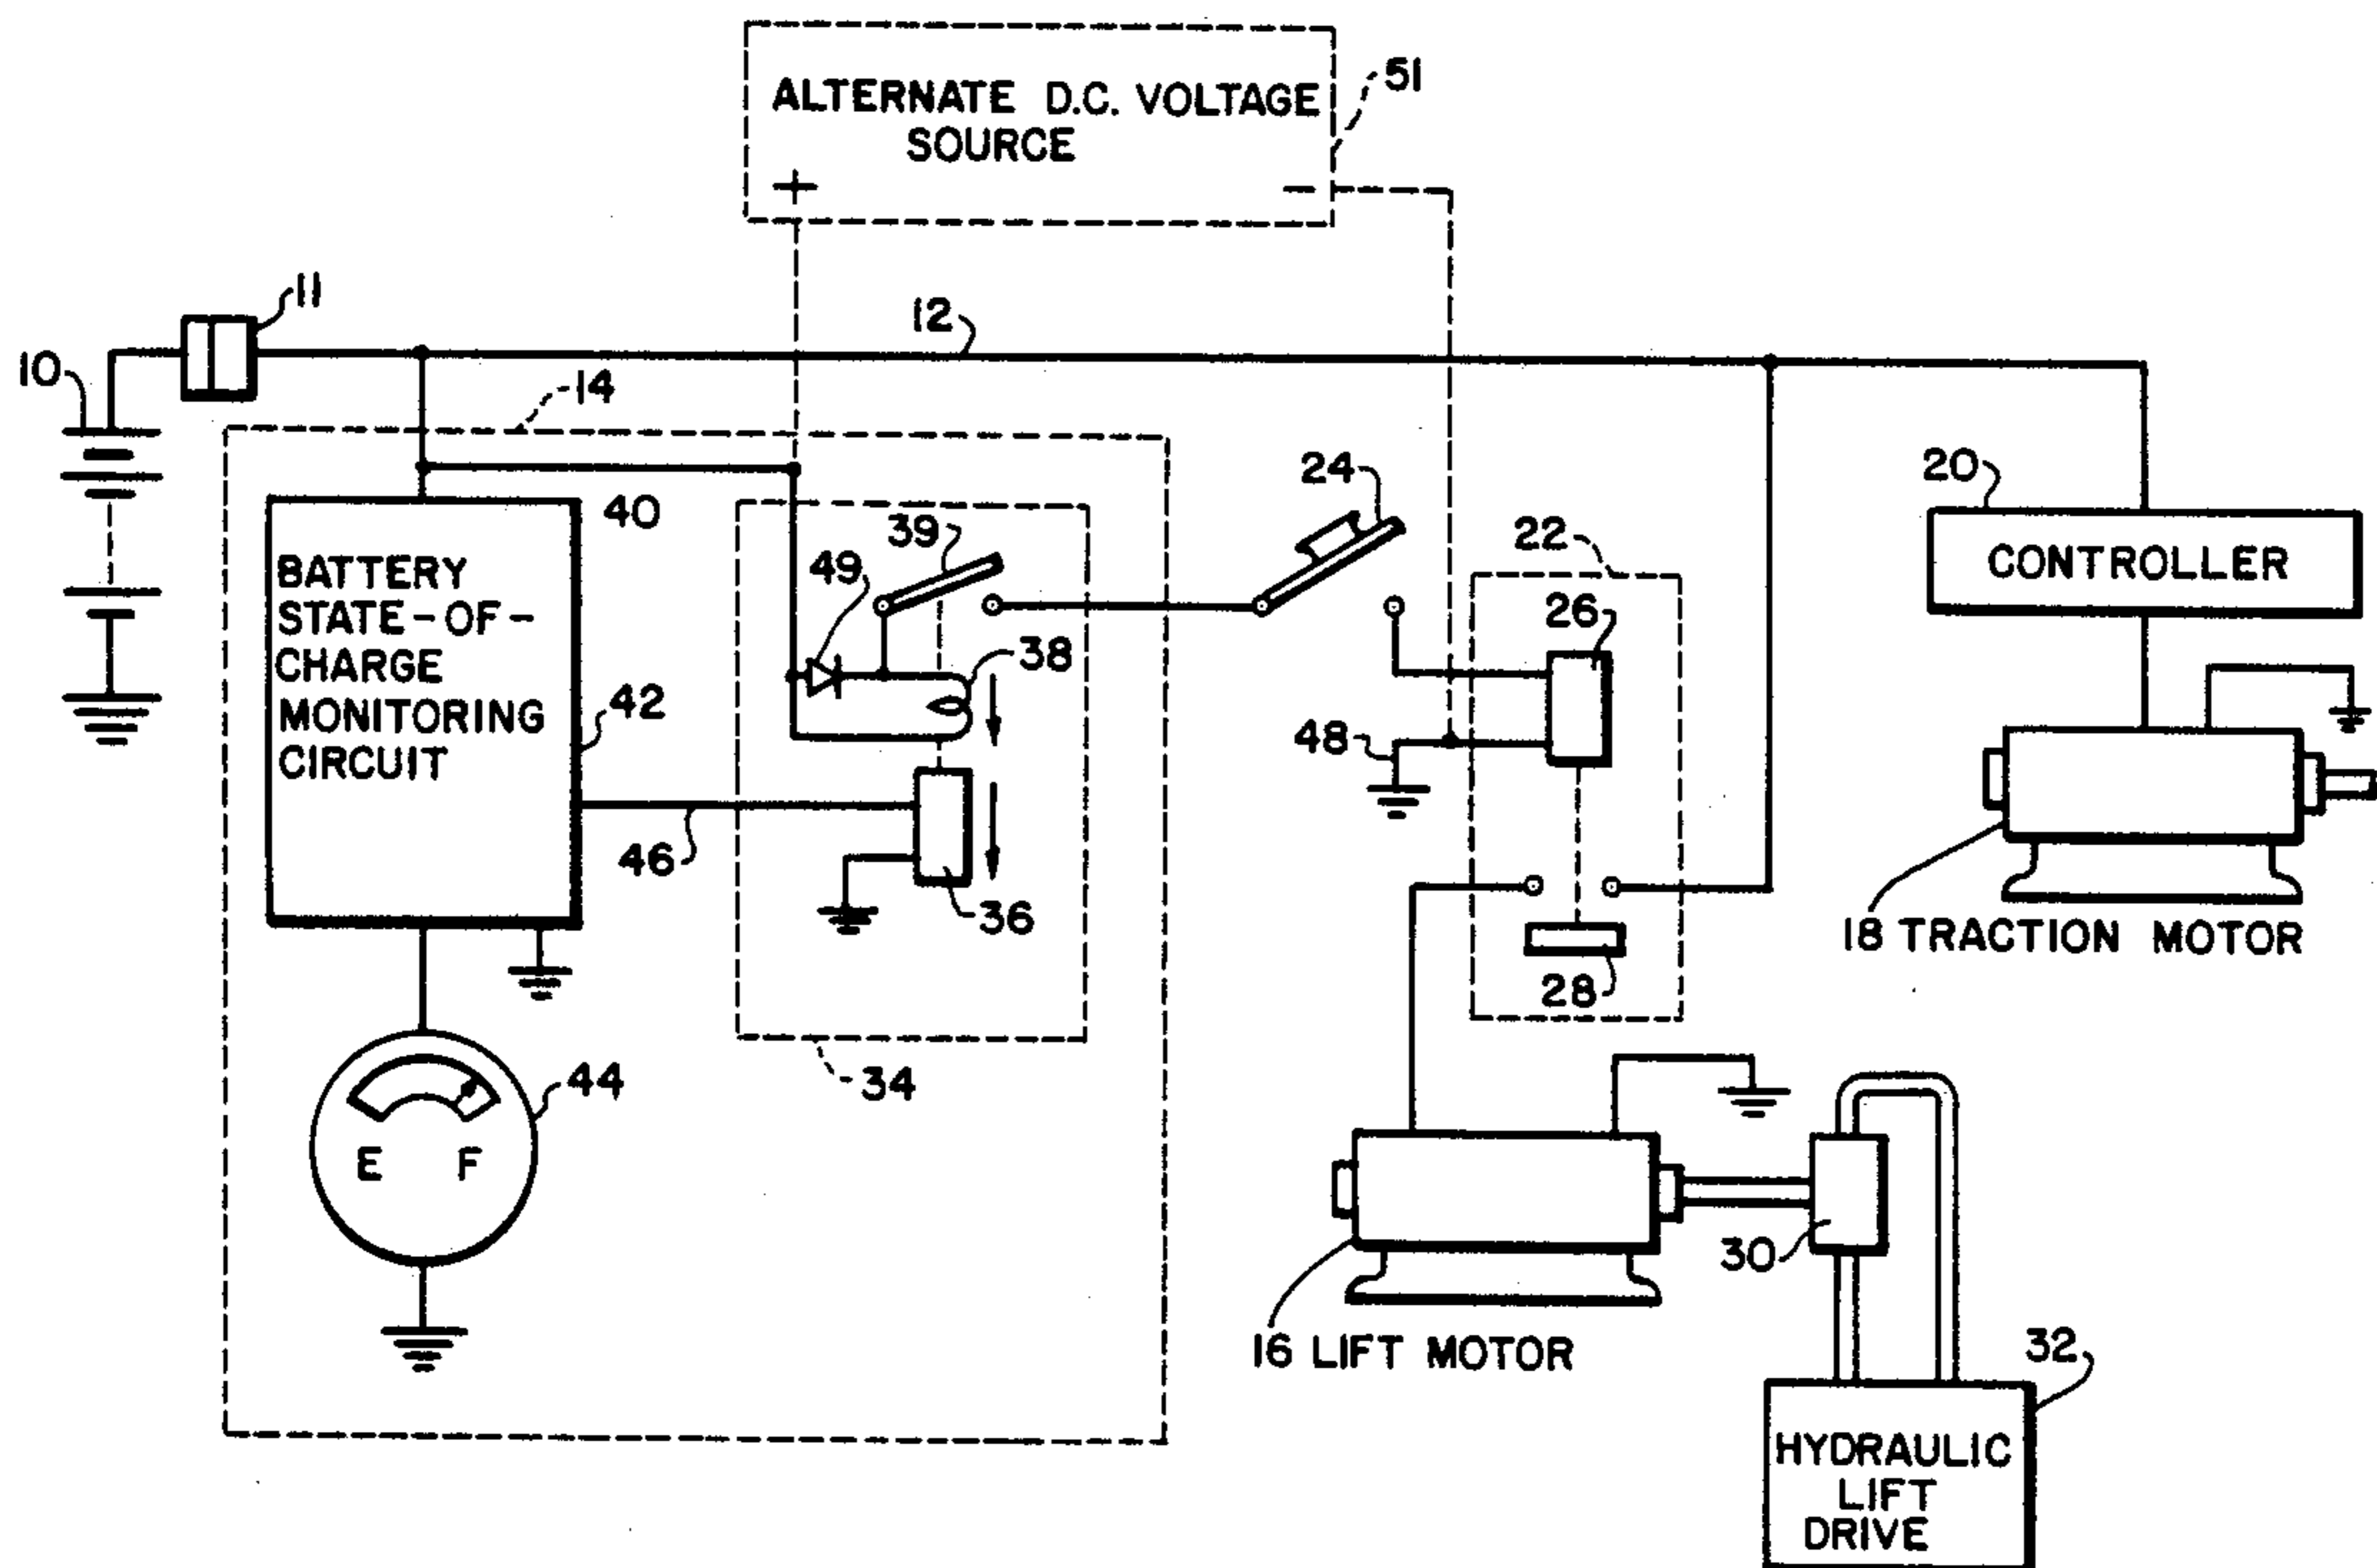 ALTERNATE D.C. VOLTAGE
SOURCE
+ −
51
11
12
10
14
40
BATTERY
STATE-OF-
CHARGE
MONITORING
CIRCUIT
42
39
49
38
46
36
34
44
E F
24
22
26
48
28
20
CONTROLLER
18 TRACTION MOTOR
16 LIFT MOTOR
30
32
HYDRAULIC
LIFT
DRIVE